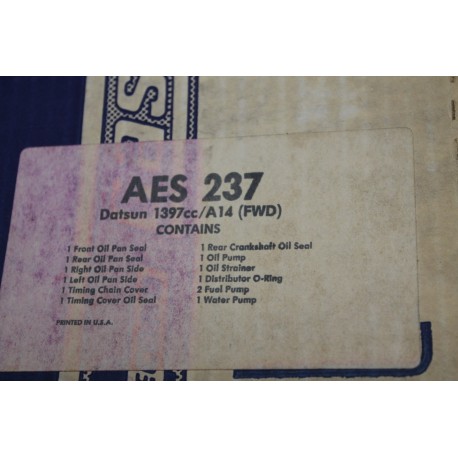 AES 237
Datsun 1397cc/A14 (FWD)
CONTAINS
1 Front Oil Pan Seal
1 Rear Oil Pan Seal
1 Right Oil Pan Side
1 Left Oil Pan Side
1 Timing Chain Cover
1 Timing Cover Oil Seal
1 Rear Crankshaft Oil Seal
1 Oil Pump
1 Oil Strainer
1 Distributor O-Ring
2 Fuel Pump
1 Water Pump
PRINTED IN U.S.A.